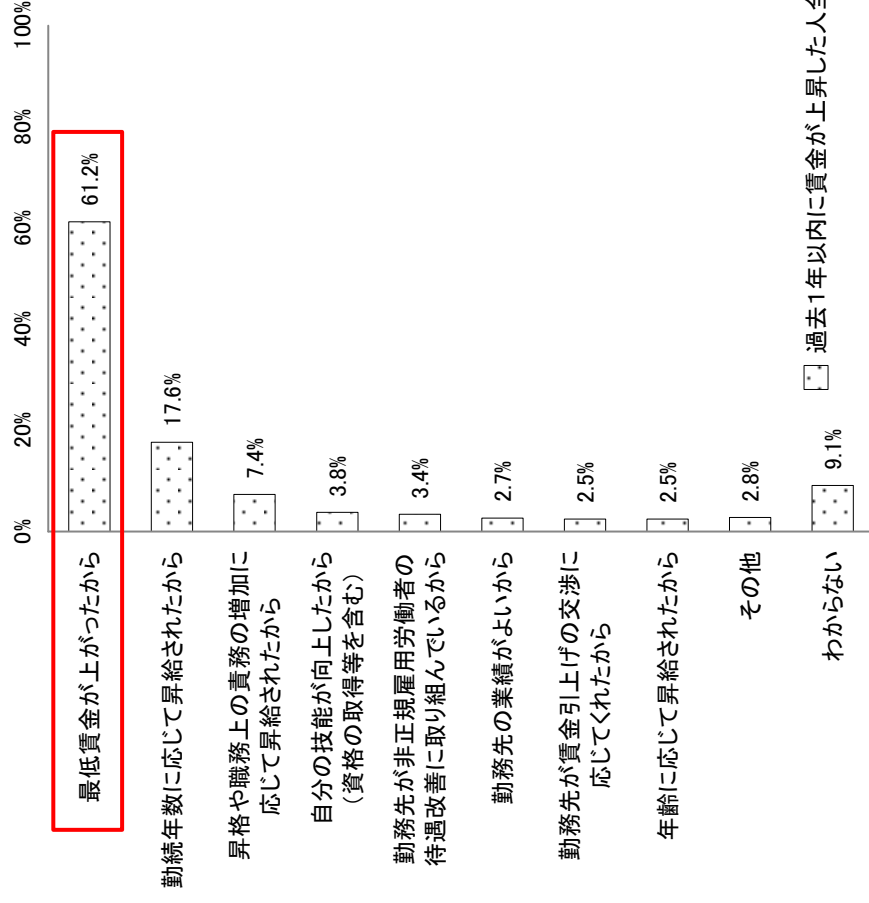 0%
20%
40%
60%
80%
100%
最低賃金が上がったから
61.2%
勤続年数に応じて昇給されたから
17.6%
昇格や職務上の責務の増加に
応じて昇給されたから
7.4%
自分の技能が向上したから
（資格の取得等を含む）
3.8%
勤務先が非正規雇用労働者の
待遇改善に取り組んでいるから
3.4%
勤務先の業績がよいから
2.7%
勤務先が賃金引上げの交渉に
応じてくれたから
2.5%
年齢に応じて昇給されたから
2.5%
その他
2.8%
わからない
9.1%
過去1年以内に賃金が上昇した人